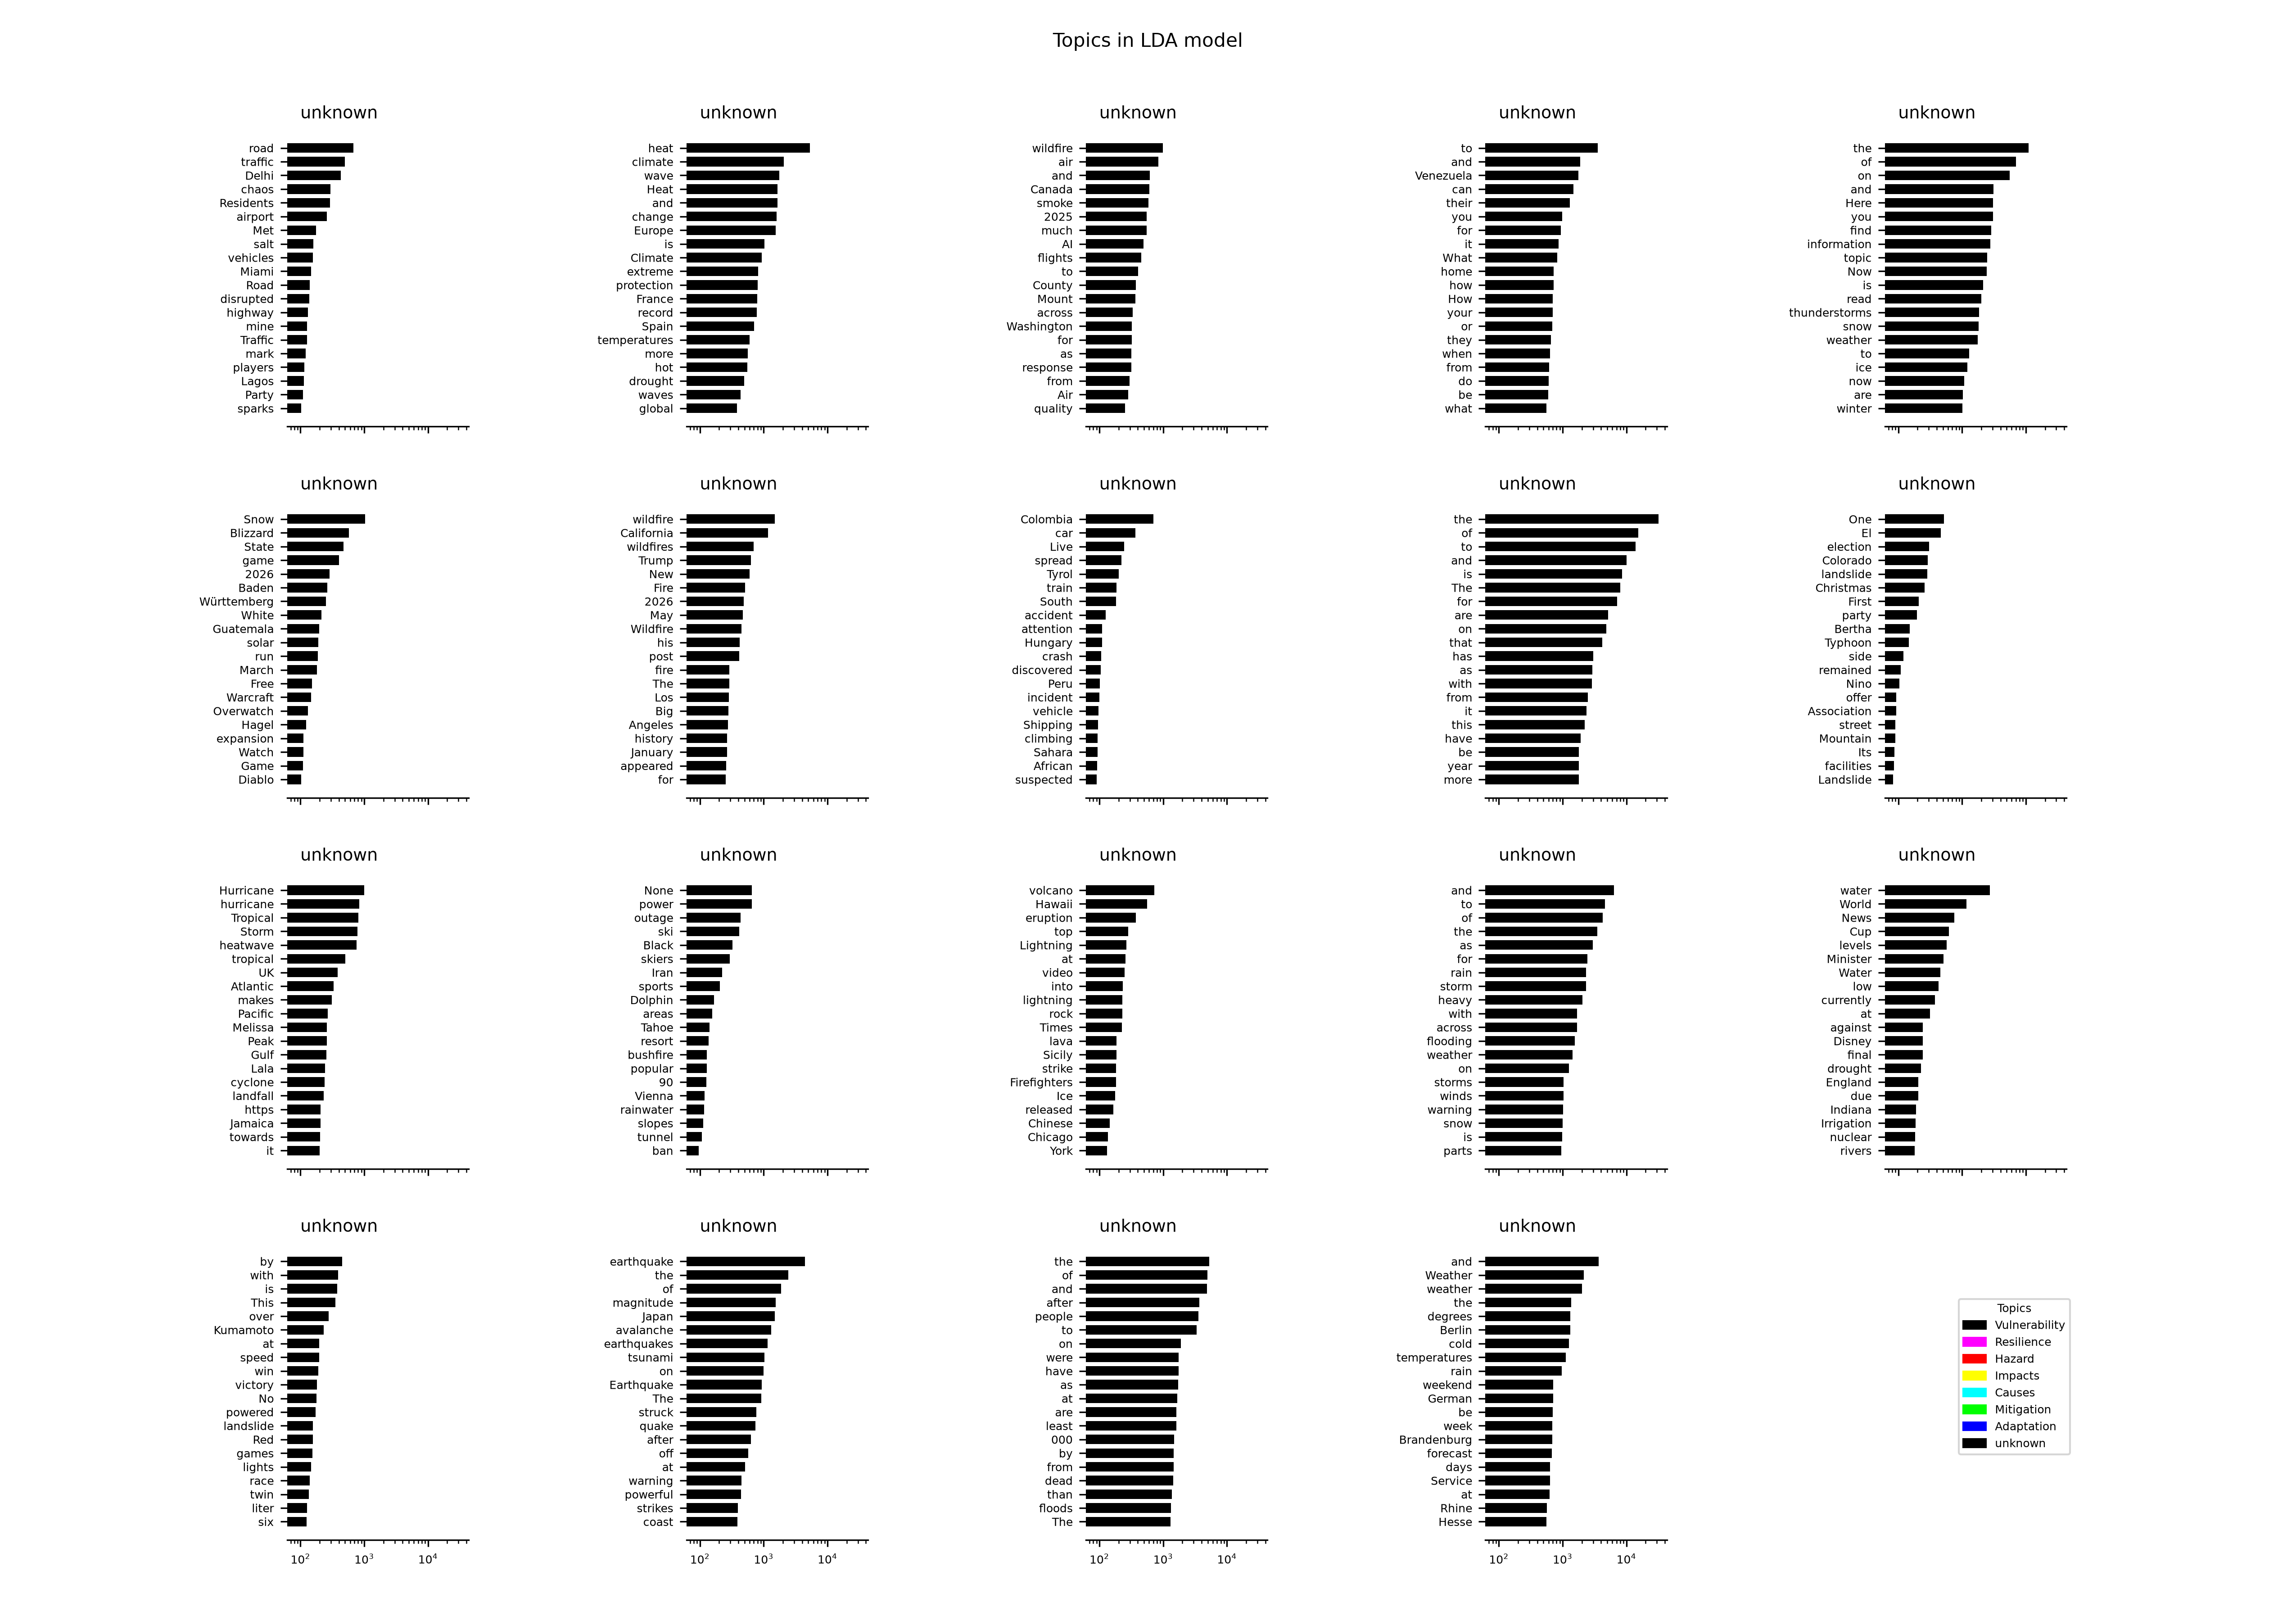 Topics in LDA model
unknown
road
traffic
Delhi
chaos
Residents
airport
Met
salt
vehicles
Miami
Road
disrupted
highway
mine
Traffic
mark
players
Lagos
Party
sparks
unknown
heat
climate
wave
Heat
and
change
Europe
is
Climate
extreme
protection
France
record
Spain
temperatures
more
hot
drought
waves
global
unknown
wildfire
air
and
Canada
smoke
2025
much
AI
flights
to
County
Mount
across
Washington
for
as
response
from
Air
quality
unknown
to
and
Venezuela
can
their
you
for
it
What
home
how
How
your
or
they
when
from
do
be
what
unknown
the
of
on
and
Here
you
find
information
topic
Now
is
read
thunderstorms
snow
weather
to
ice
now
are
winter
unknown
Snow
Blizzard
State
game
2026
Baden
Württemberg
White
Guatemala
solar
run
March
Free
Warcraft
Overwatch
Hagel
expansion
Watch
Game
Diablo
unknown
wildfire
California
wildfires
Trump
New
Fire
2026
May
Wildfire
his
post
fire
The
Los
Big
Angeles
history
January
appeared
for
unknown
Colombia
car
Live
spread
Tyrol
train
South
accident
attention
Hungary
crash
discovered
Peru
incident
vehicle
Shipping
climbing
Sahara
African
suspected
unknown
the
of
to
and
is
The
for
are
on
that
has
as
with
from
it
this
have
be
year
more
unknown
One
El
election
Colorado
landslide
Christmas
First
party
Bertha
Typhoon
side
remained
Nino
offer
Association
street
Mountain
Its
facilities
Landslide
unknown
Hurricane
hurricane
Tropical
Storm
heatwave
tropical
UK
Atlantic
makes
Pacific
Melissa
Peak
Gulf
Lala
cyclone
landfall
https
Jamaica
towards
it
unknown
None
power
outage
ski
Black
skiers
Iran
sports
Dolphin
areas
Tahoe
resort
bushfire
popular
90
Vienna
rainwater
slopes
tunnel
ban
unknown
volcano
Hawaii
eruption
top
Lightning
at
video
into
lightning
rock
Times
lava
Sicily
strike
Firefighters
Ice
released
Chinese
Chicago
York
unknown
and
to
of
the
as
for
rain
storm
heavy
with
across
flooding
weather
on
storms
winds
warning
snow
is
parts
unknown
water
World
News
Cup
levels
Minister
Water
low
currently
at
against
Disney
final
drought
England
due
Indiana
Irrigation
nuclear
rivers
unknown
by
with
is
This
over
Kumamoto
at
speed
win
victory
No
powered
landslide
Red
games
lights
race
twin
liter
six
10² 10³ 10⁴
unknown
earthquake
the
of
magnitude
Japan
avalanche
earthquakes
tsunami
on
Earthquake
The
struck
quake
after
off
at
warning
powerful
strikes
coast
10² 10³ 10⁴
unknown
the
of
and
after
people
to
on
were
have
as
at
are
least
000
by
from
dead
than
floods
The
10² 10³ 10⁴
unknown
and
Weather
weather
the
degrees
Berlin
cold
temperatures
rain
weekend
German
be
week
Brandenburg
forecast
days
Service
at
Rhine
Hesse
10² 10³ 10⁴
Topics
Vulnerability
Resilience
Hazard
Impacts
Causes
Mitigation
Adaptation
unknown